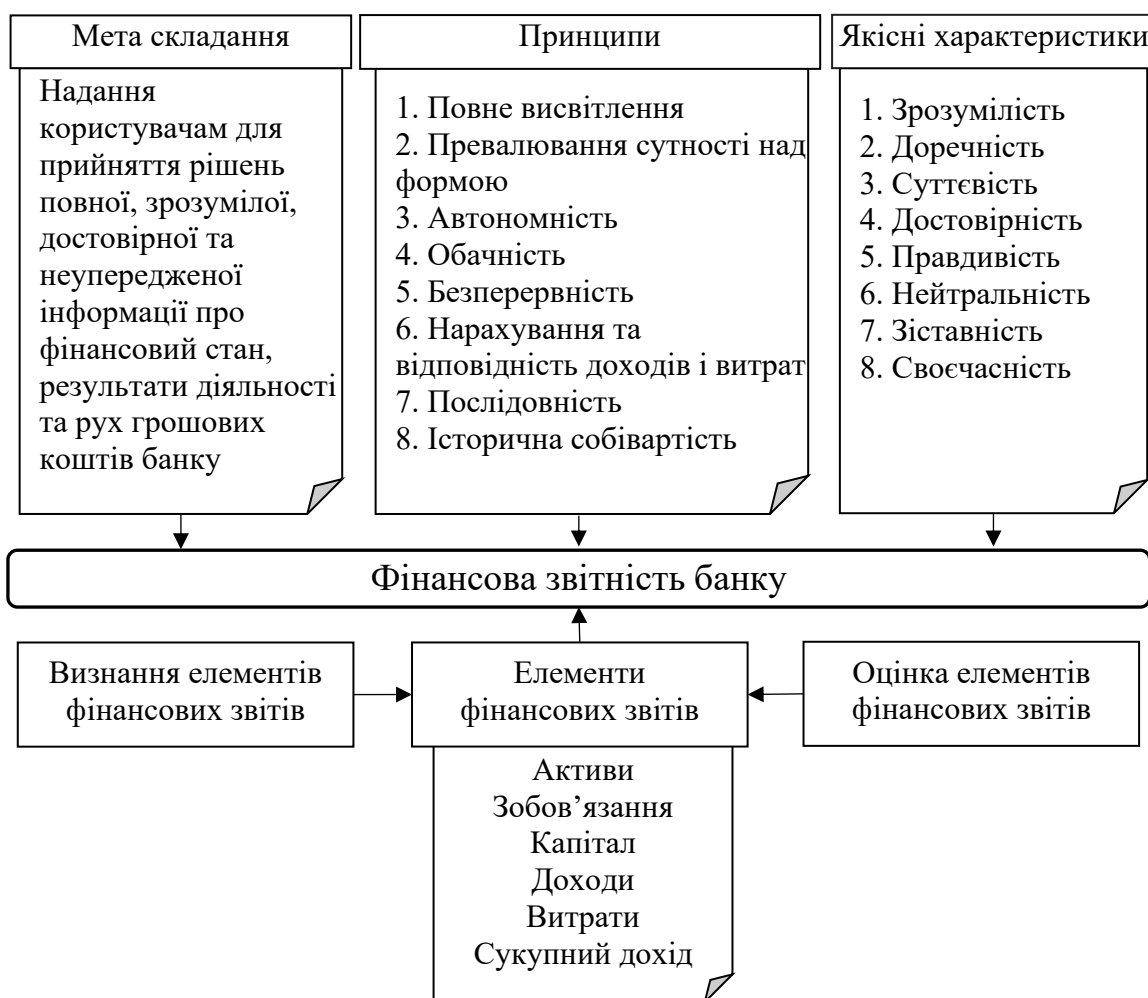 Мета складання
Надання
користувачам для
прийняття рішень
повної, зрозумілої,
достовірної та
неупередженої
інформації про
фінансовий стан,
результати діяльності
та рух грошових
коштів банку
Принципи
1. Повне висвітлення
2. Превалювання сутності над
формою
3. Автономність
4. Обачність
5. Безперервність
6. Нарахування та
відповідність доходів і витрат
7. Послідовність
8. Історична собівартість
Якісні характеристики
1. Зрозумілість
2. Доречність
3. Суттєвість
4. Достовірність
5. Правдивість
6. Нейтральність
7. Зіставність
8. Своєчасність
Фінансова звітність банку
Визнання елементів
фінансових звітів
Елементи
фінансових звітів
Оцінка елементів
фінансових звітів
Активи
Зобов’язання
Капітал
Доходи
Витрати
Сукупний дохід